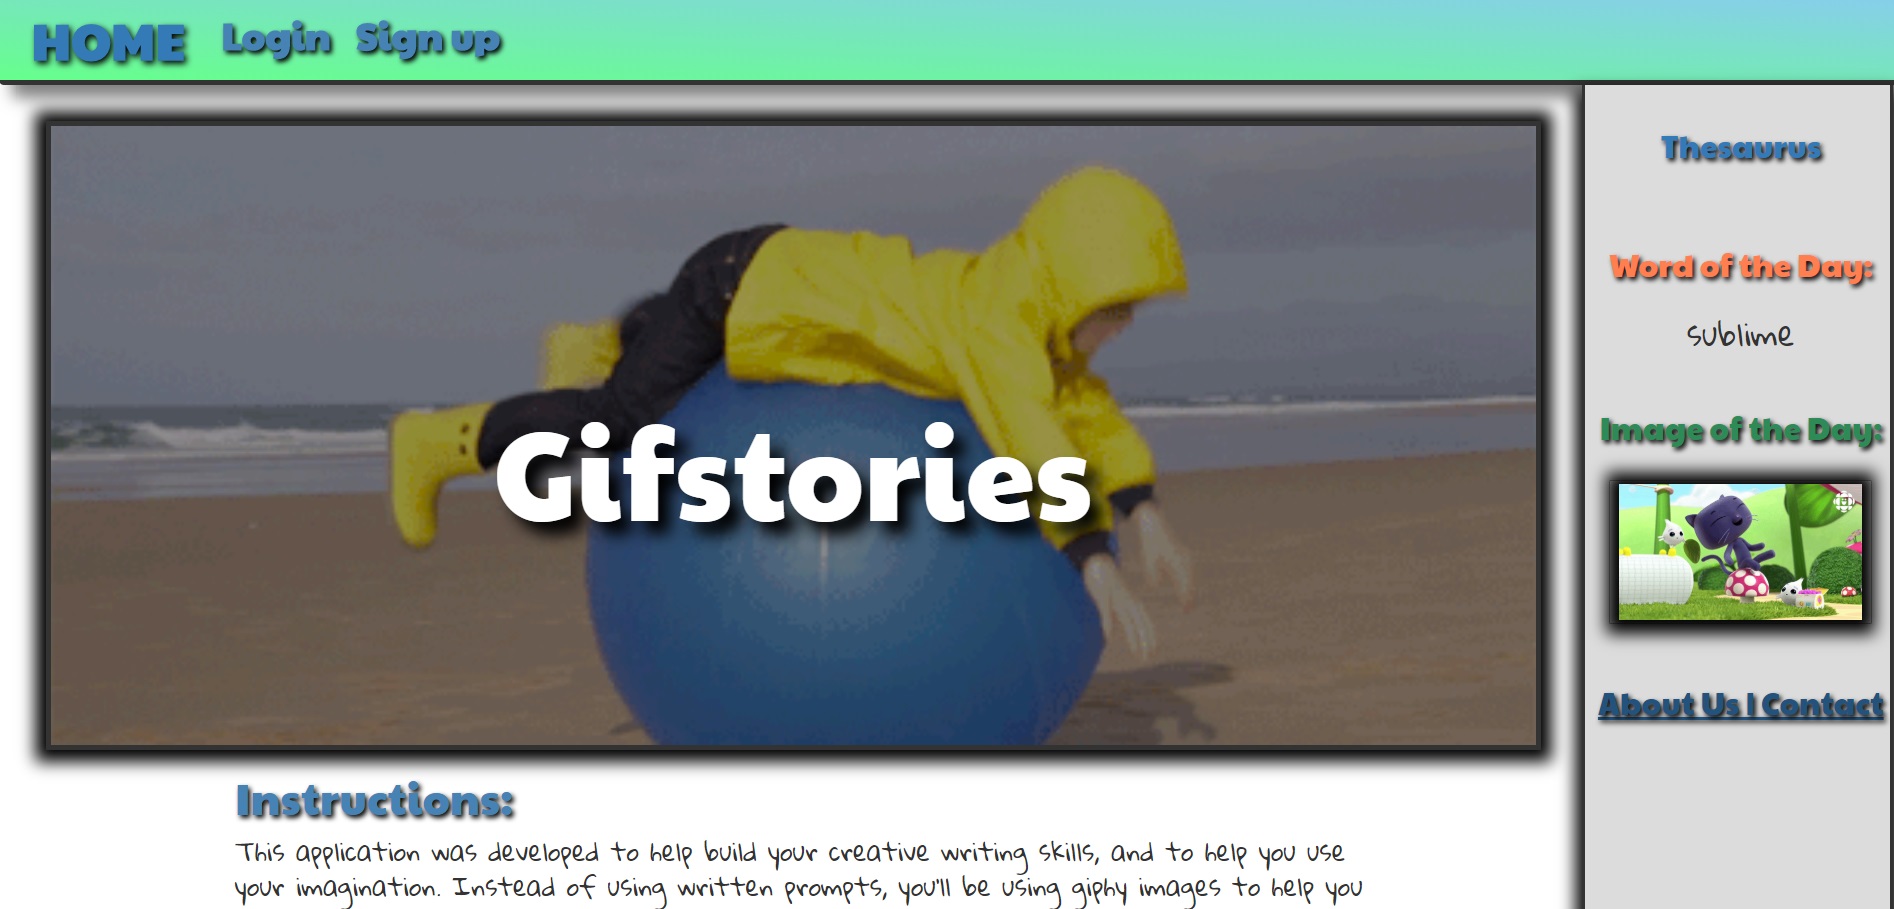 HOME Login Sign up
Gifstories
Instructions:
This application was developed to help build your creative writing skills, and to help you use
your imagination. Instead of using written prompts, you'll be using giphy images to help you
Thesaurus
Word of the Day:
sublime
Image of the Day:
About Us | Contact